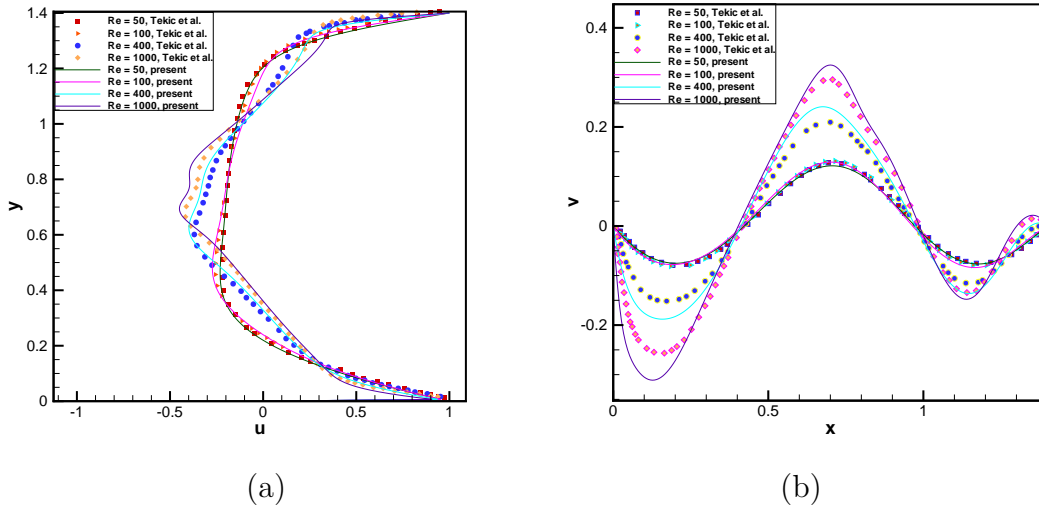 Re = 50, Tekic et al.
Re = 100, Tekic et al.
Re = 400, Tekic et al.
Re = 1000, Tekic et al.
Re = 50, present
Re = 100, present
Re = 400, present
Re = 1000, present
1.4
1.2
1
0.8
0.6
0.4
0.2
0
y
-1
-0.5
0
0.5
1
u
(a)
Re = 50, Tekic et al.
Re = 100, Tekic et al.
Re = 400, Tekic et al.
Re = 1000, Tekic et al.
Re = 50, present
Re = 100, present
Re = 400, present
Re = 1000, present
0.4
0.2
0
-0.2
v
0
0.5
1
x
(b)